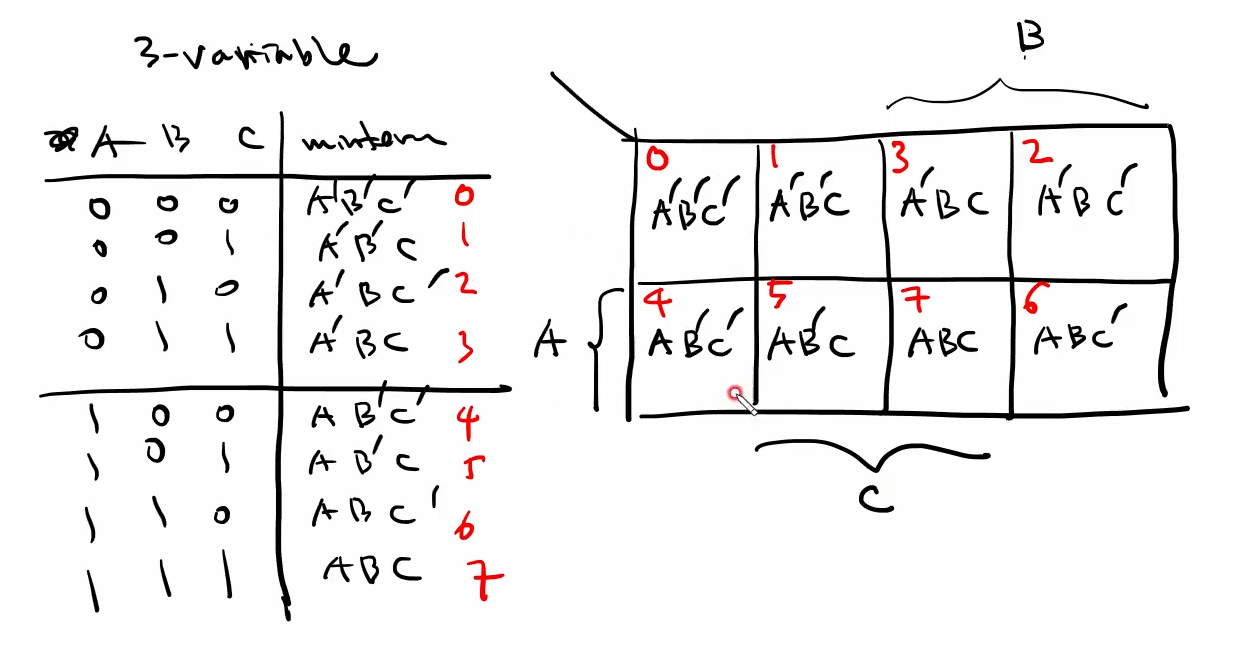 3-variable
A B C minterm
0 0 0 A'B'C' 0
0 0 1 A'B'C 1
0 1 0 A'BC' 2
0 1 1 A'BC 3
1 0 0 AB'C' 4
1 0 1 AB'C 5
1 1 0 ABC' 6
1 1 1 ABC 7
B
0 1 3 2
A'B'C' A'B'C A'BC A'BC'
4 5 7 6
A AB'C' AB'C ABC ABC'
C